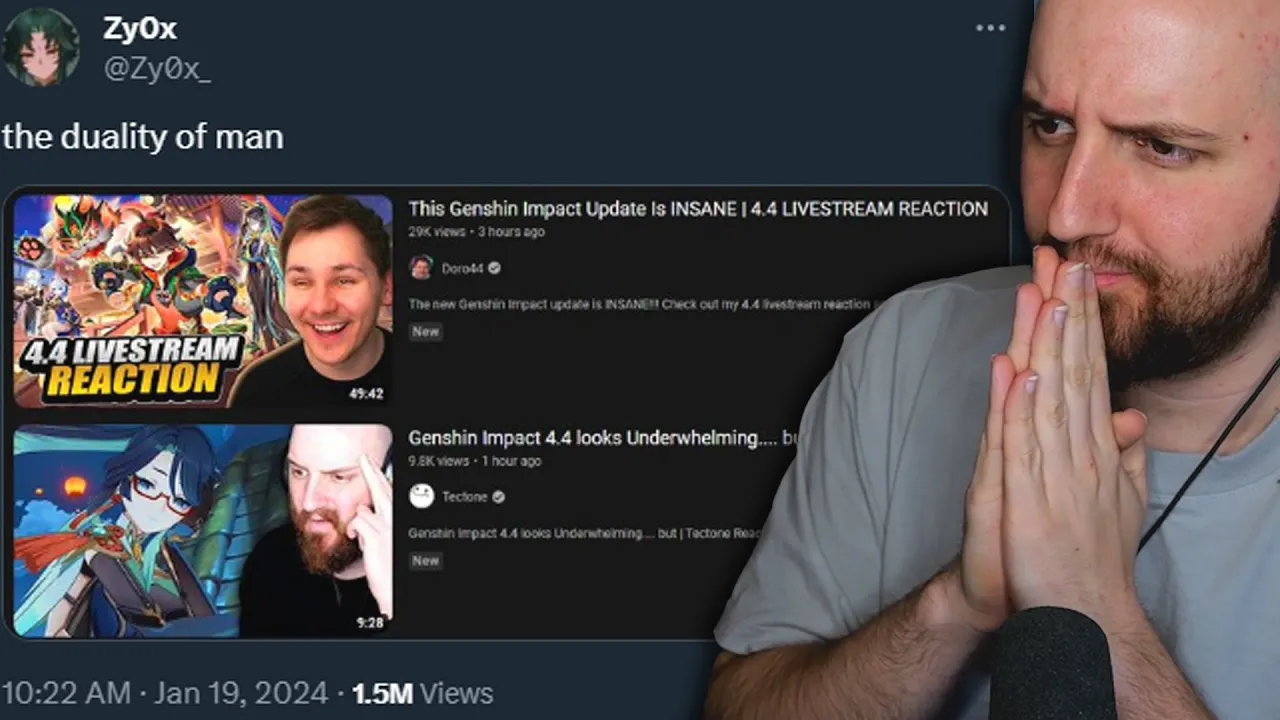 Zy0x
@Zy0x_
the duality of man
This Genshin Impact Update Is INSANE | 4.4 LIVESTREAM REACTION
29K views • 3 hours ago
Doro44
The new Genshin Impact update is INSANE!!! Check out my 4.4 livestream reaction
New
4.4 LIVESTREAM
REACTION
49:42
Genshin Impact 4.4 looks Underwhelming.... bu
9.8K views • 1 hour ago
Tectone
Genshin Impact 4.4 looks Underwhelming.... but | Tectone Reac
New
9:28
10:22 AM · Jan 19, 2024 · 1.5M Views